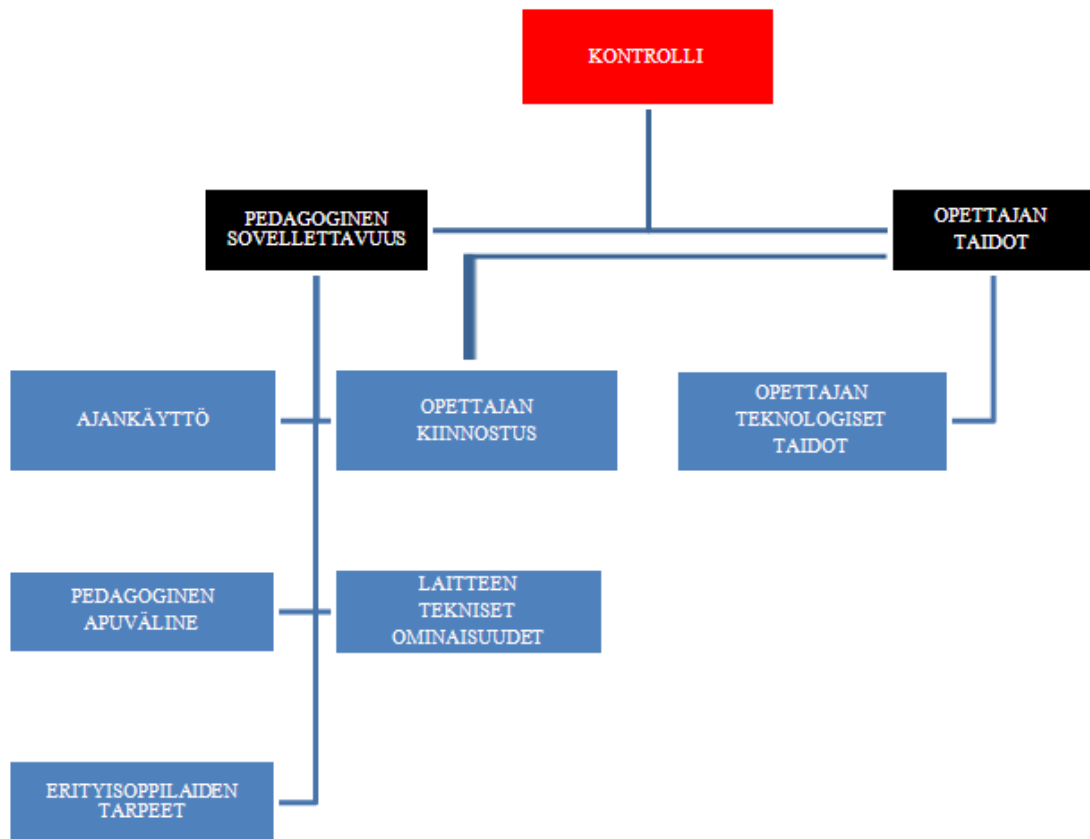 KONTROLLI
PEDAGOGINEN
SOVELLETTAVUUS
OPETTAJAN
TAIDOT
AJANKÄYTTÖ
OPETTAJAN
KIINNOSTUS
OPETTAJAN
TEKNOLOGISET
TAIDOT
PEDAGOGINEN
APUVÄLINE
LAITTEEN
TEKNISET
OMINAISUUDET
ERITYISOPPILAIDEN
TARPEET